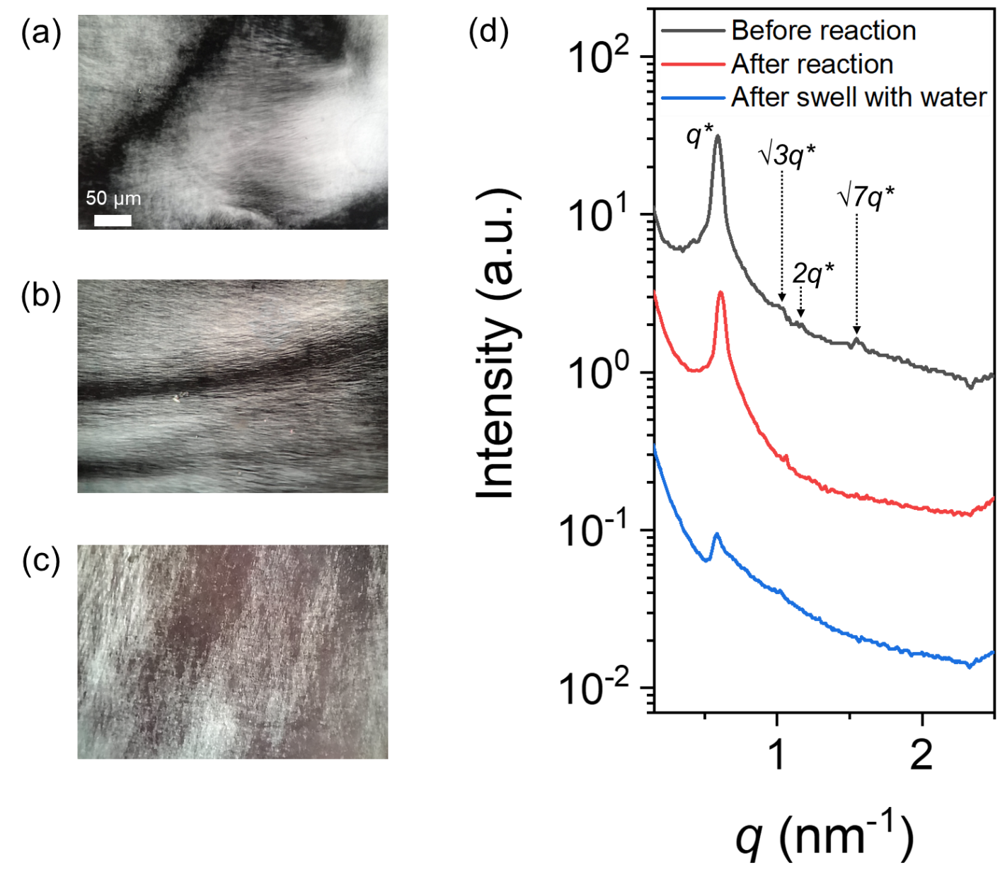 (a)
50 μm
(b)
(c)
(d)
Before reaction
After reaction
After swell with water
q*
√3q*
2q*
√7q*
Intensity (a.u.)
10²
10¹
10⁰
10⁻¹
10⁻²
1
2
q (nm⁻¹)